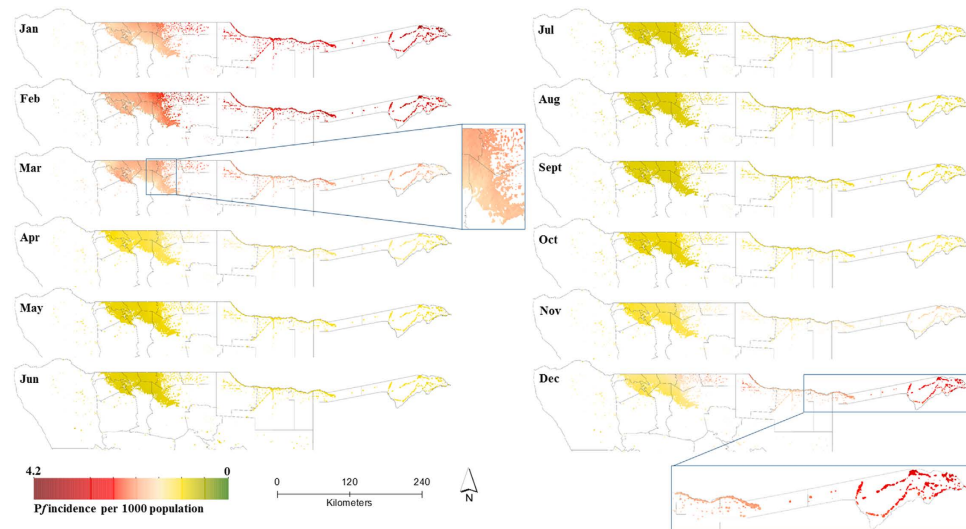 Jan
Feb
Mar
Apr
May
Jun
Jul
Aug
Sept
Oct
Nov
Dec
4.2 0
Pf incidence per 1000 population
0 120 240
Kilometers
N